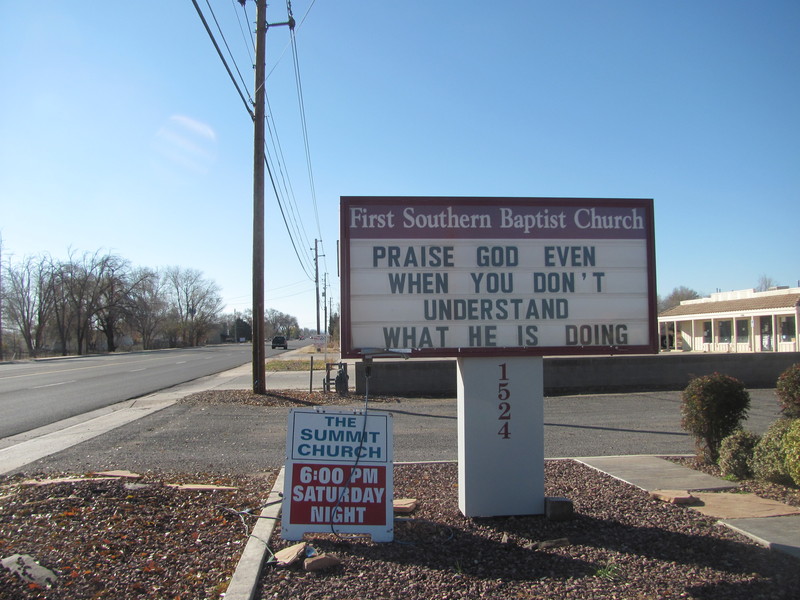 First Southern Baptist Church
PRAISE GOD EVEN
WHEN YOU DON'T
UNDERSTAND
WHAT HE IS DOING
1524
THE
SUMMIT
CHURCH
6:00 PM
SATURDAY
NIGHT